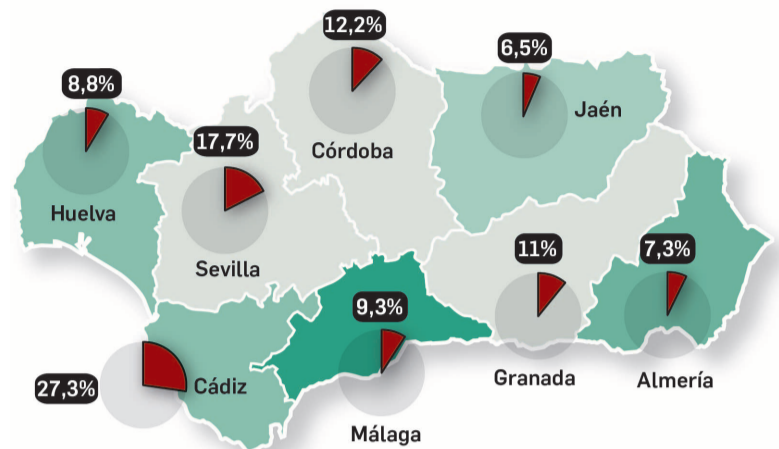 12,2%
6,5%
8,8%
Jaén
17,7%
Córdoba
Huelva
Sevilla
11%
7,3%
9,3%
27,3%
Cádiz
Granada
Almería
Málaga